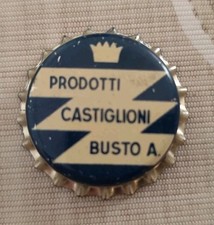 PRODOTTI
CASTIGLIONI
BUSTO A.